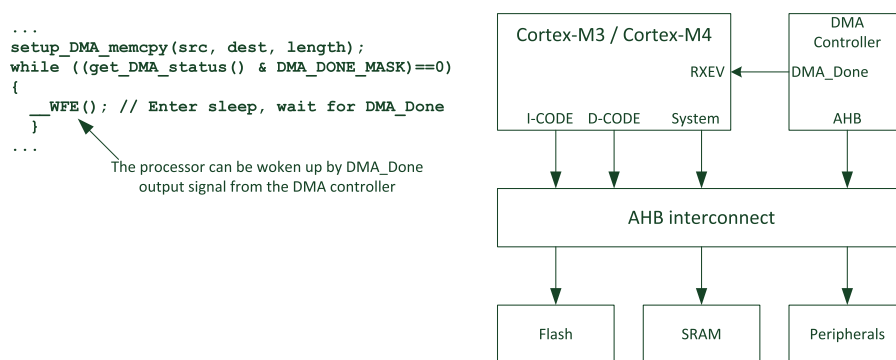 ...
setup_DMA_memcpy(src, dest, length);
while ((get_DMA_status() & DMA_DONE_MASK)==0)
{
__WFE(); // Enter sleep, wait for DMA_Done
}
...
The processor can be woken up by DMA_Done
output signal from the DMA controller
Cortex-M3 / Cortex-M4
RXEV
I-CODE D-CODE System
DMA
Controller
DMA_Done
AHB
AHB interconnect
Flash
SRAM
Peripherals